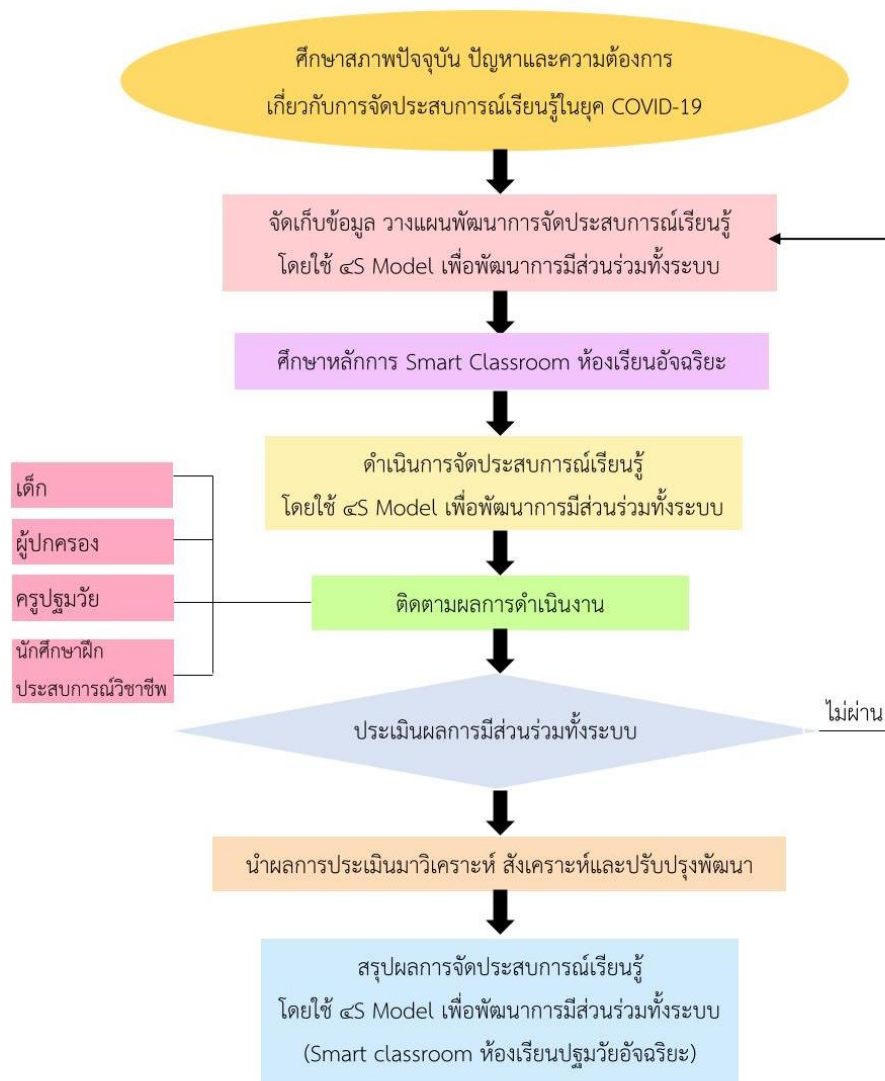 ศึกษาสภาพปัจจุบัน ปัญหาและความต้องการ
เกี่ยวกับการจัดประสบการณ์เรียนรู้ในยุค COVID-19
จัดเก็บข้อมูล วางแผนพัฒนาการจัดประสบการณ์เรียนรู้
โดยใช้ ๔S Model เพื่อพัฒนาการมีส่วนร่วมทั้งระบบ
ศึกษาหลักการ Smart Classroom ห้องเรียนอัจฉริยะ
ดำเนินการจัดประสบการณ์เรียนรู้
โดยใช้ ๔S Model เพื่อพัฒนาการมีส่วนร่วมทั้งระบบ
เด็ก
ผู้ปกครอง
ครูปฐมวัย
นักศึกษาฝึก
ประสบการณ์วิชาชีพ
ติดตามผลการดำเนินงาน
ประเมินผลการมีส่วนร่วมทั้งระบบ
ไม่ผ่าน
นำผลการประเมินมาวิเคราะห์ สังเคราะห์และปรับปรุงพัฒนา
สรุปผลการจัดประสบการณ์เรียนรู้
โดยใช้ ๔S Model เพื่อพัฒนาการมีส่วนร่วมทั้งระบบ
(Smart classroom ห้องเรียนปฐมวัยอัจฉริยะ)